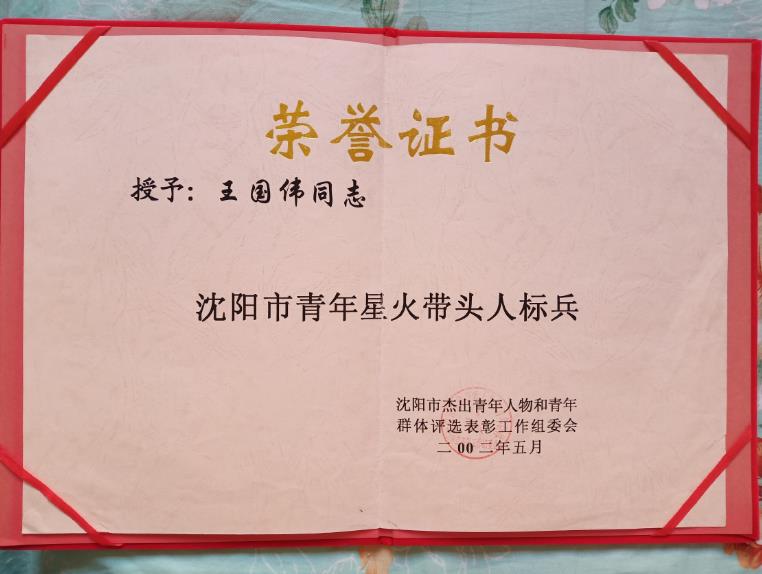 荣誉证书
授予：王国伟同志
沈阳市青年星火带头人标兵
沈阳市杰出青年人物和青年
群体评选表彰工作组委会
二00二年五月